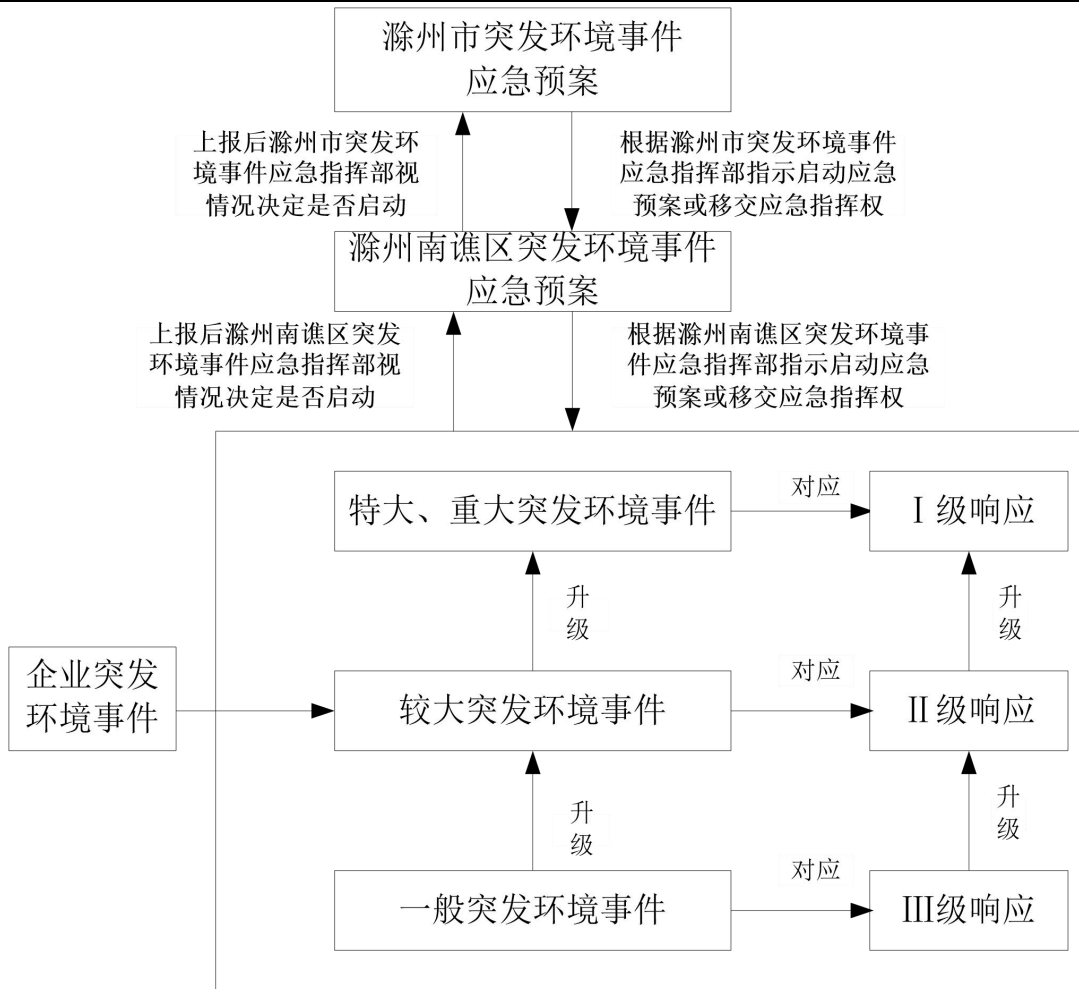 滁州市突发环境事件
应急预案
上报后滁州市突发环
境事件应急指挥部视
情况决定是否启动
根据滁州市突发环境事件
应急指挥部指示启动应急
预案或移交应急指挥权
滁州南谯区突发环境事件
应急预案
上报后滁州南谯区突发
环境事件应急指挥部视
情况决定是否启动
根据滁州南谯区突发环境事
件应急指挥部指示启动应急
预案或移交应急指挥权
特大、重大突发环境事件
对应
Ⅰ级响应
升
级
升
级
企业突发
环境事件
较大突发环境事件
对应
Ⅱ级响应
升
级
升
级
一般突发环境事件
对应
Ⅲ级响应